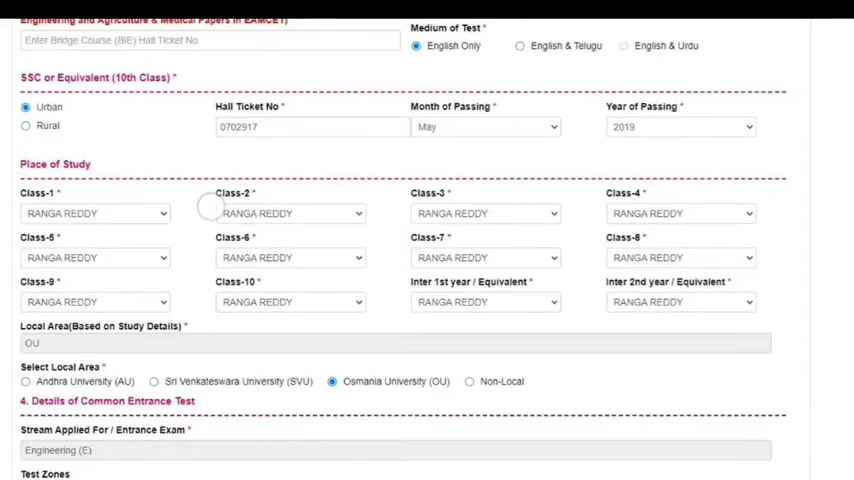 Engineering and Agriculture & Medical Papers in EAMCET)
Enter Bridge Course (BIE) Hall Ticket No.
Medium of Test *
English Only English & Telugu English & Urdu
SSC or Equivalent (10th Class) *
Urban
Rural
Hall Ticket No * Month of Passing * Year of Passing *
0702917 May 2019
Place of Study
Class-1 * Class-2 * Class-3 * Class-4 *
RANGA REDDY RANGA REDDY RANGA REDDY RANGA REDDY
Class-5 * Class-6 * Class-7 * Class-8 *
RANGA REDDY RANGA REDDY RANGA REDDY RANGA REDDY
Class-9 * Class-10 * Inter 1st year / Equivalent * Inter 2nd year / Equivalent *
RANGA REDDY RANGA REDDY RANGA REDDY RANGA REDDY
Local Area(Based on Study Details) *
OU
Select Local Area *
Andhra University (AU) Sri Venkateswara University (SVU) Osmania University (OU) Non-Local
4. Details of Common Entrance Test
Stream Applied For / Entrance Exam *
Engineering (E)
Test Zones